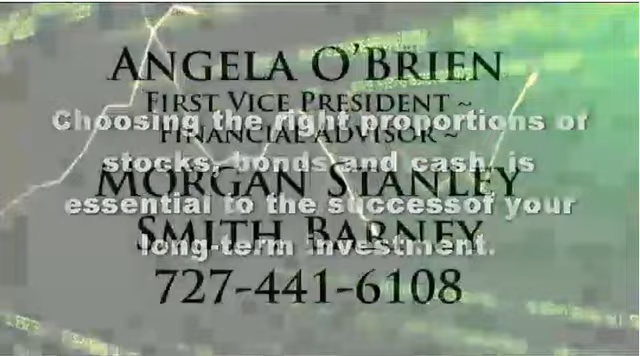 ANGELA O'BRIEN
FIRST VICE PRESIDENT ~
FINANCIAL ADVISOR ~
MORGAN STANLEY
SMITH BARNEY
727-441-6108
Choosing the right proportions of
stocks, bonds and cash, is
essential to the successof your
long-term investment.